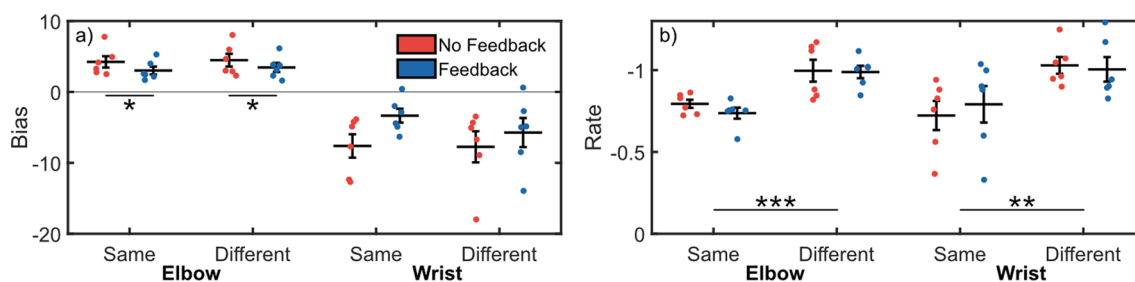 a)
No Feedback
Feedback
10
0
-10
-20
Bias
*
*
Same
Different
Same
Different
Elbow
Wrist
b)
-1
-0.5
0
Rate
***
**
Same
Different
Same
Different
Elbow
Wrist